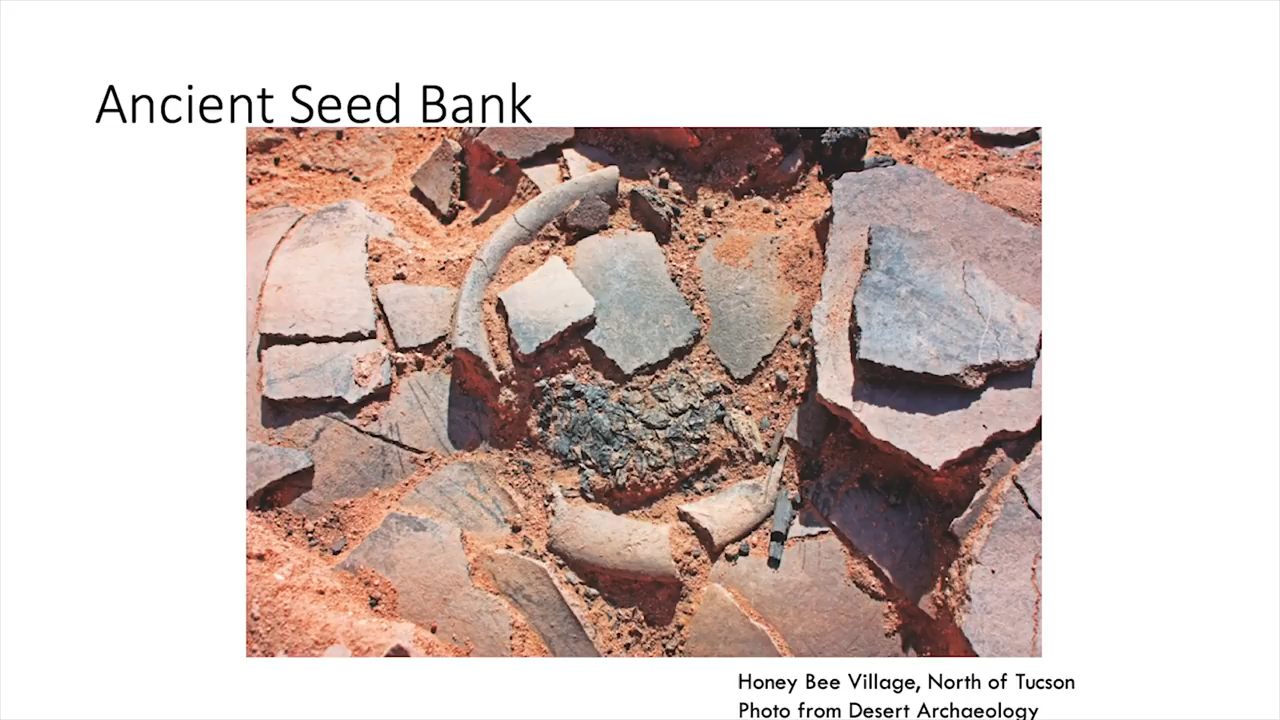 Ancient Seed Bank
Honey Bee Village, North of Tucson
Photo from Desert Archaeology